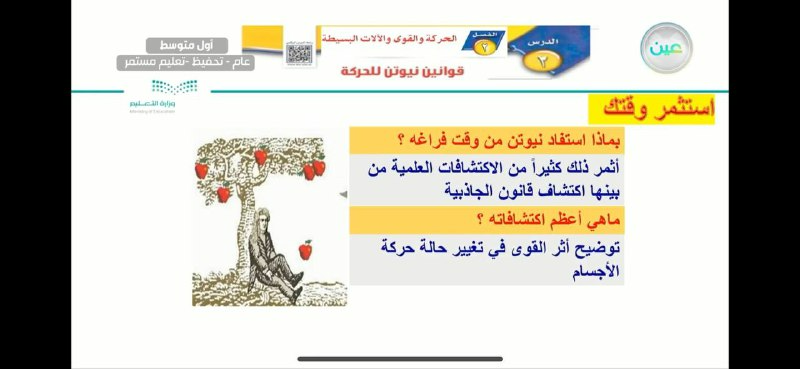 أول متوسط
عام - تحفيظ - تعليم مستمر
الحركة والقوى والآلات البسيطة
الفصل
٢
الدرس
٢
قوانين نيوتن للحركة
عين
وزارة التعليم
Ministry of Education
استثمر وقتك
بماذا استفاد نيوتن من وقت فراغه ؟
أثمر ذلك كثيراً من الاكتشافات العلمية من
بينها اكتشاف قانون الجاذبية
ماهي أعظم اكتشافاته ؟
توضيح أثر القوى في تغيير حالة حركة
الأجسام